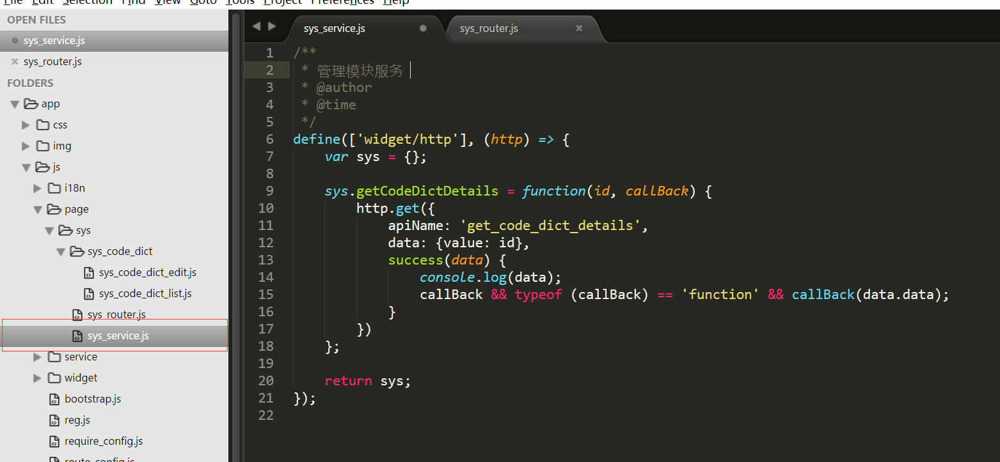 File Edit Selection Find View Goto Tools Project Preferences Help
OPEN FILES
sys_service.js
sys_router.js
FOLDERS
app
css
img
js
i18n
page
sys
sys_code_dict
sys_code_dict_edit.js
sys_code_dict_list.js
sys_router.js
sys_service.js
service
widget
bootstrap.js
reg.js
require_config.js
route_config.js
sys_service.js
sys_router.js
1 /**
2 * 管理模块服务
3 * @author
4 * @time
5 */
6 define(['widget/http'], (http) => {
7 var sys = {};
8
9 sys.getCodeDictDetails = function(id, callBack) {
10 http.get({
11 apiName: 'get_code_dict_details',
12 data: {value: id},
13 success(data) {
14 console.log(data);
15 callBack && typeof (callBack) == 'function' && callBack(data.data);
16 }
17 })
18 };
19
20 return sys;
21 });
22